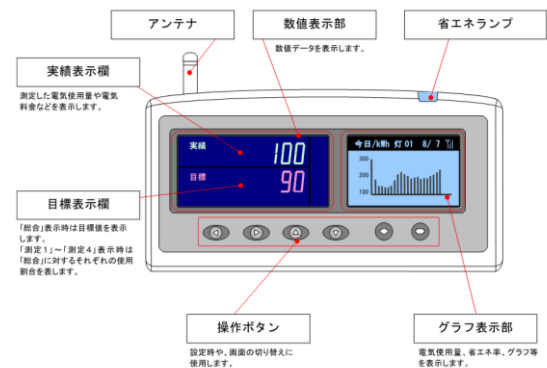 アンテナ
数値表示部
数値データを表示します。
省エネランプ
実績表示欄
測定した電気使用量や電気
料金などを表示します。
実績
100
目標
90
今日/kWh 灯01 8/ 7
300
200
100
目標表示欄
「総合」表示時は目標値を表示
します。
「測定1」～「測定4」表示時は
「総合」に対するそれぞれの使用
割合を表します。
操作ボタン
設定時や、画面の切り替えに
使用します。
グラフ表示部
電気使用量、省エネ率、グラフ等
を表示します。